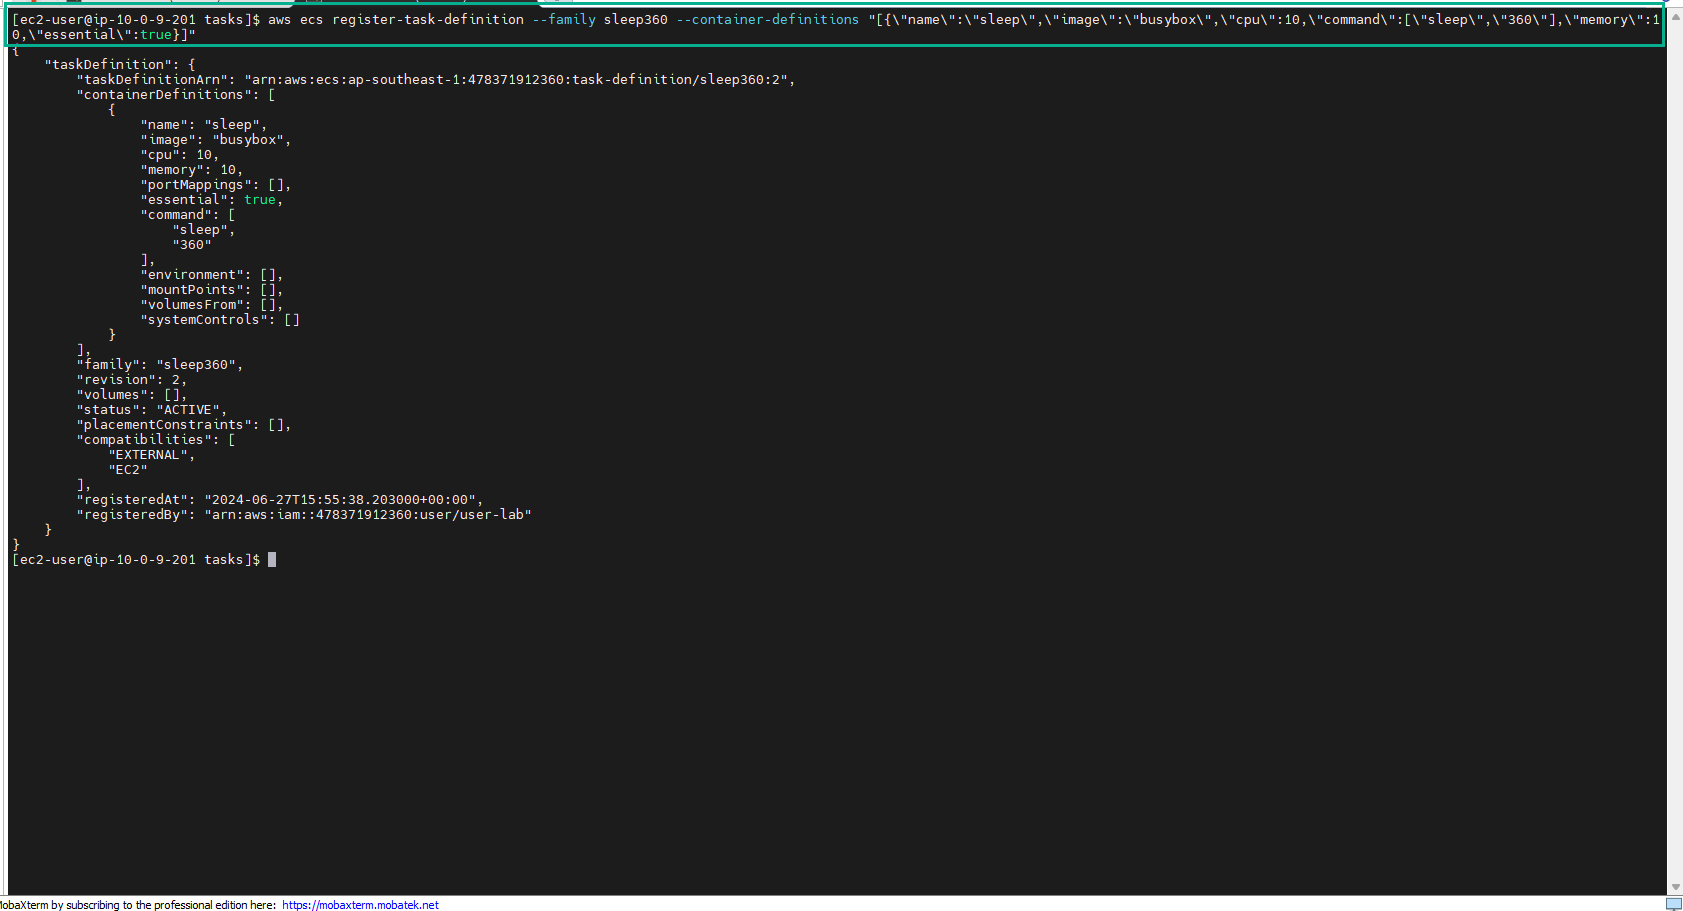 [ec2-user@ip-10-0-9-201 tasks]$ aws ecs register-task-definition --family sleep360 --container-definitions "[{\"name\":\"sleep\",\"image\":\"busybox\",\"cpu\":10,\"command\":[\"sleep\",\"360\"],\"memory\":1
0,\"essential\":true}]"
{
    "taskDefinition": {
        "taskDefinitionArn": "arn:aws:ecs:ap-southeast-1:478371912360:task-definition/sleep360:2",
        "containerDefinitions": [
            {
                "name": "sleep",
                "image": "busybox",
                "cpu": 10,
                "memory": 10,
                "portMappings": [],
                "essential": true,
                "command": [
                    "sleep",
                    "360"
                ],
                "environment": [],
                "mountPoints": [],
                "volumesFrom": [],
                "systemControls": []
            }
        ],
        "family": "sleep360",
        "revision": 2,
        "volumes": [],
        "status": "ACTIVE",
        "placementConstraints": [],
        "compatibilities": [
            "EXTERNAL",
            "EC2"
        ],
        "registeredAt": "2024-06-27T15:55:38.203000+00:00",
        "registeredBy": "arn:aws:iam::478371912360:user/user-lab"
    }
}
[ec2-user@ip-10-0-9-201 tasks]$
MobaXterm by subscribing to the professional edition here: https://mobaxterm.mobatek.net